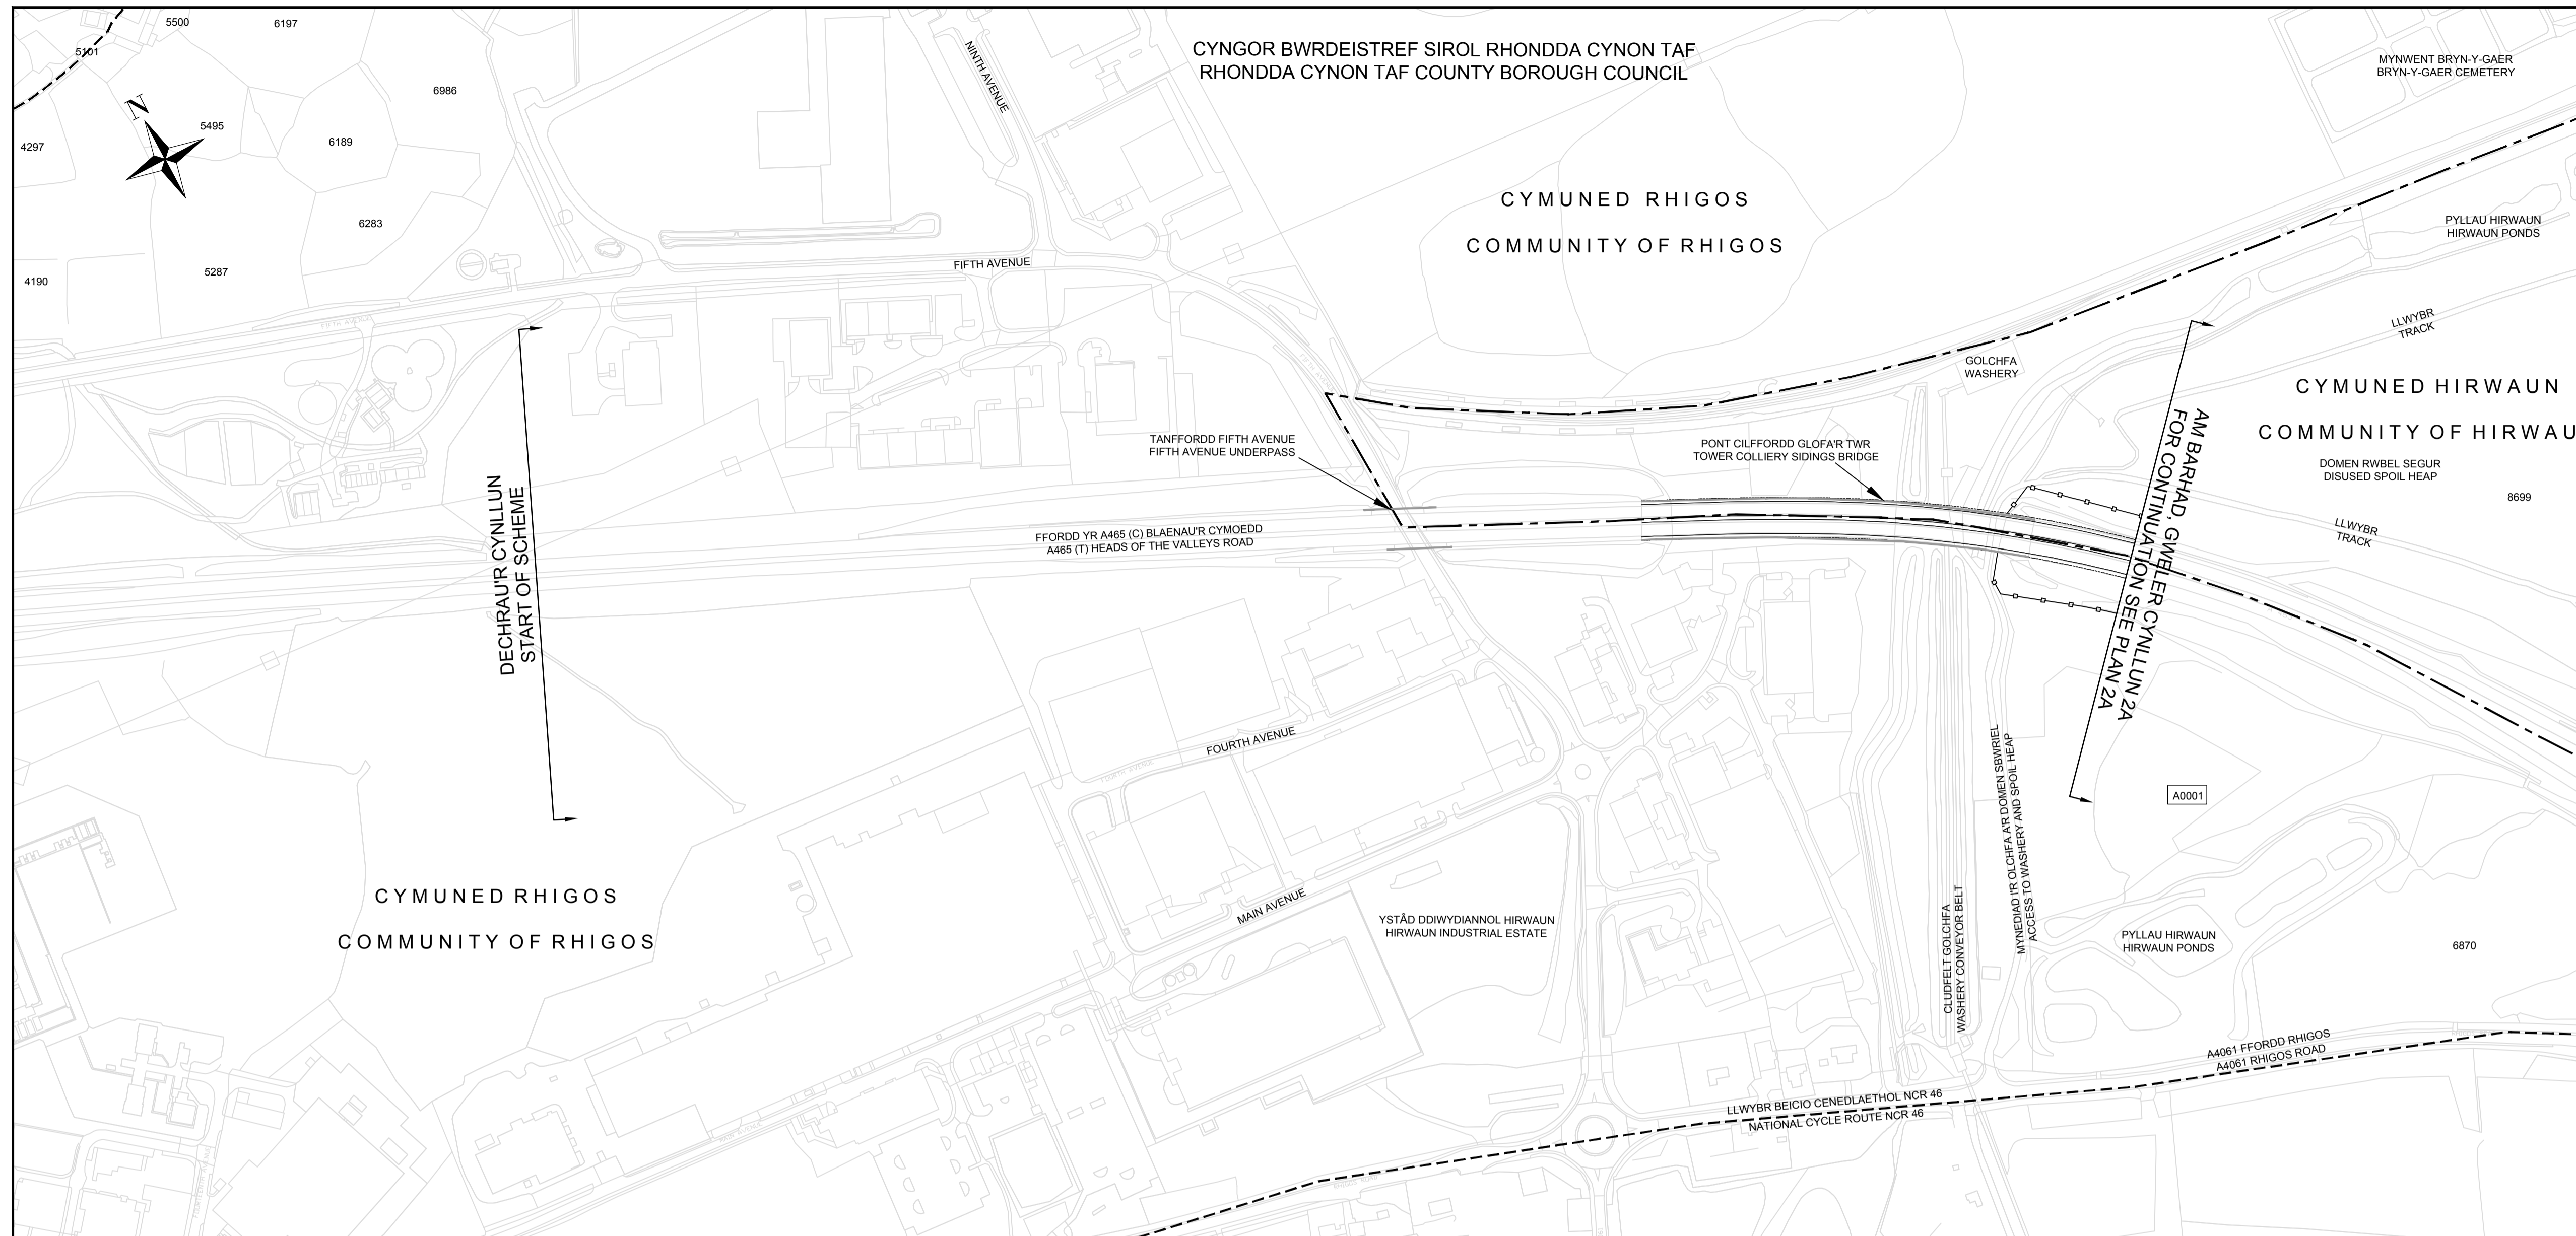 5500
6197
5101
6986
N
5495
6189
4297
6283
5287
4190
NINTH AVENUE
CYNGOR BWRDEISTREF SIROL RHONDDA CYNON TAF
RHONDDA CYNON TAF COUNTY BOROUGH COUNCIL
MYNWENT BRYN-Y-GAER
BRYN-Y-GAER CEMETERY
CYMUNED RHIGOS
COMMUNITY OF RHIGOS
PYLLAU HIRWAUN
HIRWAUN PONDS
FIFTH AVENUE
FIFTH AVENUE
LLWYBR
TRACK
GOLCHFA
WASHERY
CYMUNED HIRWAUN
COMMUNITY OF HIRWAU
DOMEN RWBEL SEGUR
DISUSED SPOIL HEAP
8699
LLWYBR
TRACK
TANFFORDD FIFTH AVENUE
FIFTH AVENUE UNDERPASS
PONT CILFFORDD GLOFA'R TWR
TOWER COLLIERY SIDINGS BRIDGE
AM BARHAD, GWELER CYNLLUN 2A
FOR CONTINUATION SEE PLAN 2A
DECHRAU'R CYNLLUN
START OF SCHEME
FFORDD YR A465 (C) BLAENAU'R CYMOEDD
A465 (T) HEADS OF THE VALLEYS ROAD
FOURTH AVENUE
A0001
MYNEDIAD I'R OLCHFA A'R DOMEN SBWRIEL
ACCESS TO WASHERY AND SPOIL HEAP
CYMUNED RHIGOS
COMMUNITY OF RHIGOS
MAIN AVENUE
YSTÂD DDIWYDIANNOL HIRWAUN
HIRWAUN INDUSTRIAL ESTATE
CLUDFELT GOLCHFA
WASHERY CONVEYOR BELT
PYLLAU HIRWAUN
HIRWAUN PONDS
6870
A4061 FFORDD RHIGOS
A4061 RHIGOS ROAD
LLWYBR BEICIO CENEDLAETHOL NCR 46
NATIONAL CYCLE ROUTE NCR 46